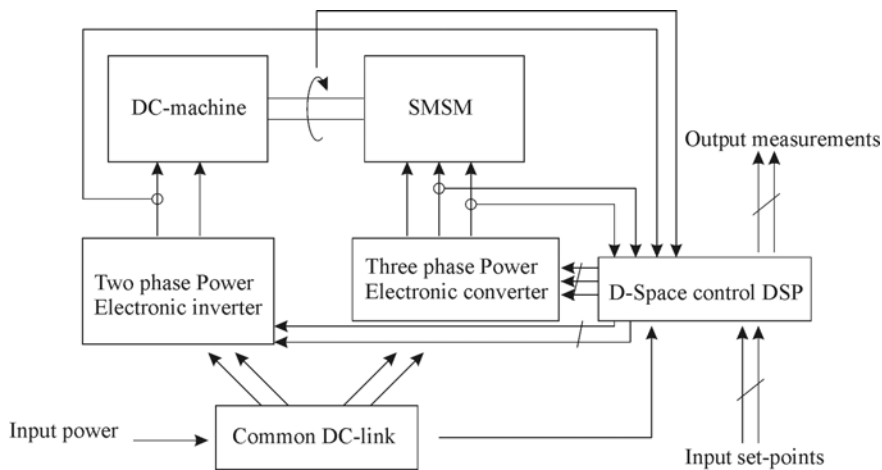 DC-machine
SMSM
Output measurements
Two phase Power
Electronic inverter
Three phase Power
Electronic converter
D-Space control DSP
Input power
Common DC-link
Input set-points